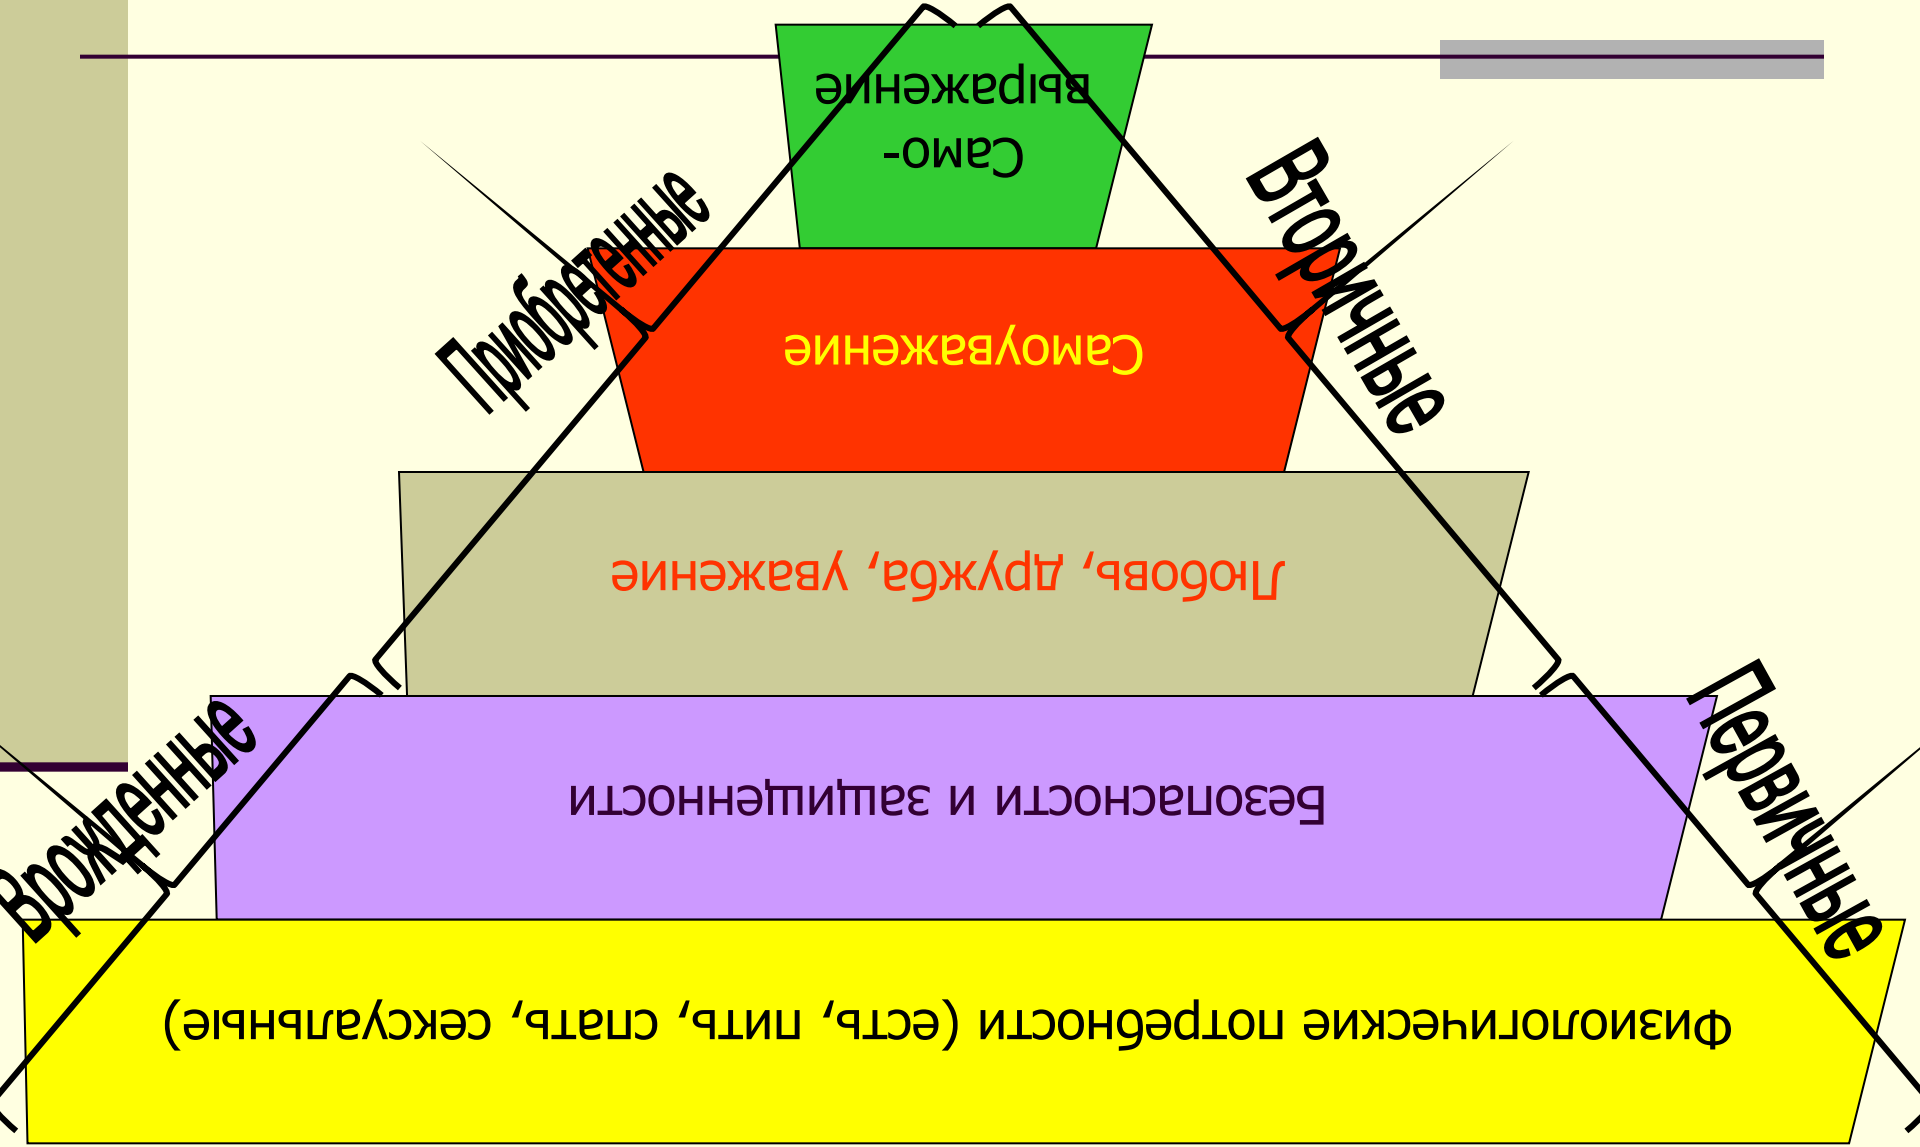 Само-
выражение
Приобретенные
Вторичные
Самоуважение
Любовь, дружба, уважение
Врожденные
Первичные
Безопасности и защищенности
Физиологические потребности (есть, пить, спать, сексуальные)